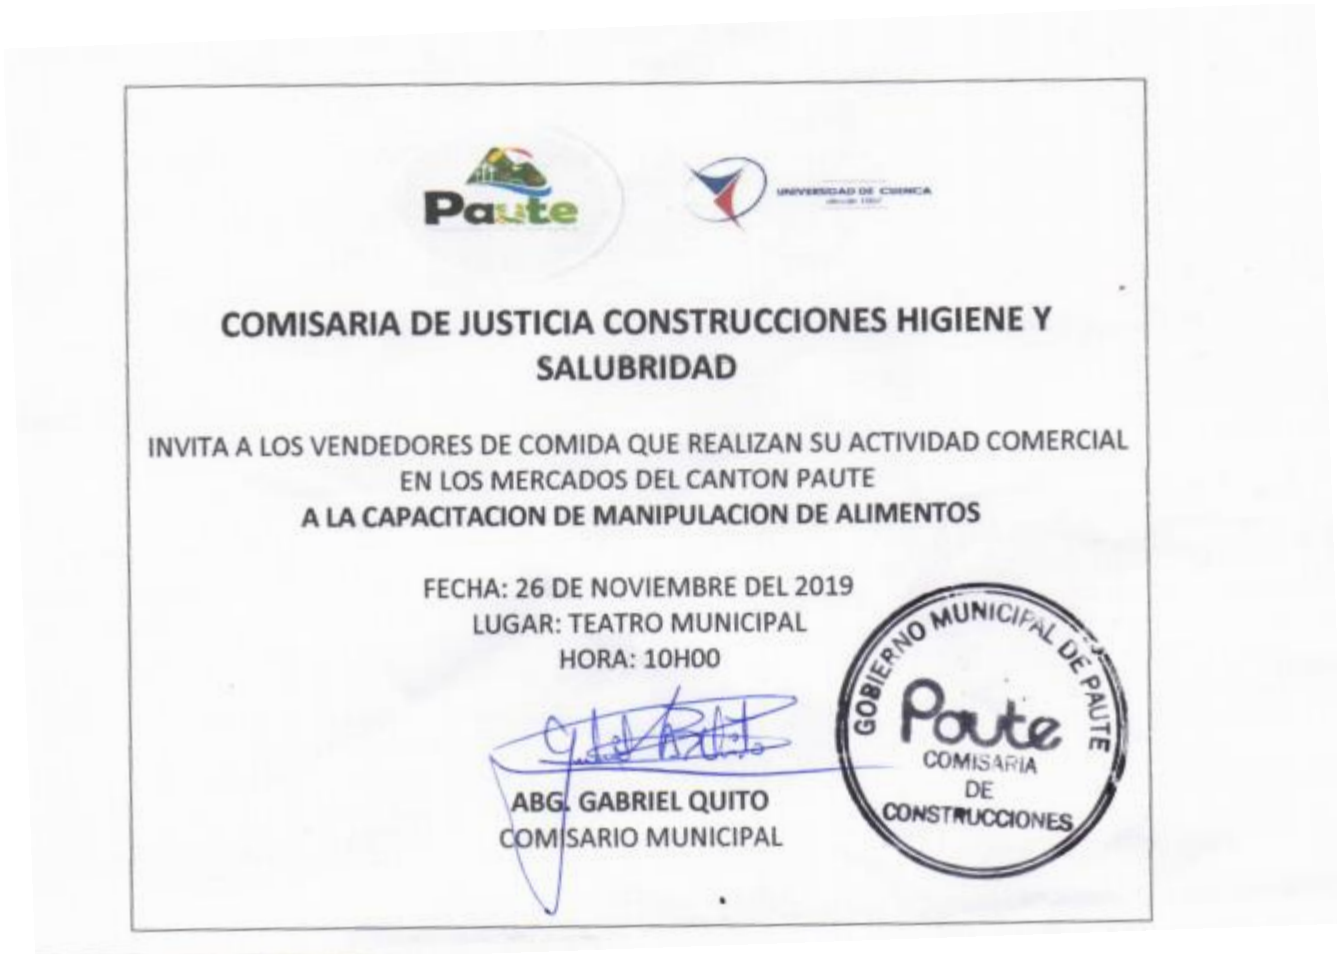 Paute
UNIVERSIDAD DE CUENCA
desde 1867
COMISARIA DE JUSTICIA CONSTRUCCIONES HIGIENE Y
SALUBRIDAD
INVITA A LOS VENDEDORES DE COMIDA QUE REALIZAN SU ACTIVIDAD COMERCIAL
EN LOS MERCADOS DEL CANTON PAUTE
A LA CAPACITACION DE MANIPULACION DE ALIMENTOS
FECHA: 26 DE NOVIEMBRE DEL 2019
LUGAR: TEATRO MUNICIPAL
HORA: 10H00
GOBIERNO MUNICIPAL DE PAUTE
Paute
COMISARIA
DE
CONSTRUCCIONES
ABG. GABRIEL QUITO
COMISARIO MUNICIPAL